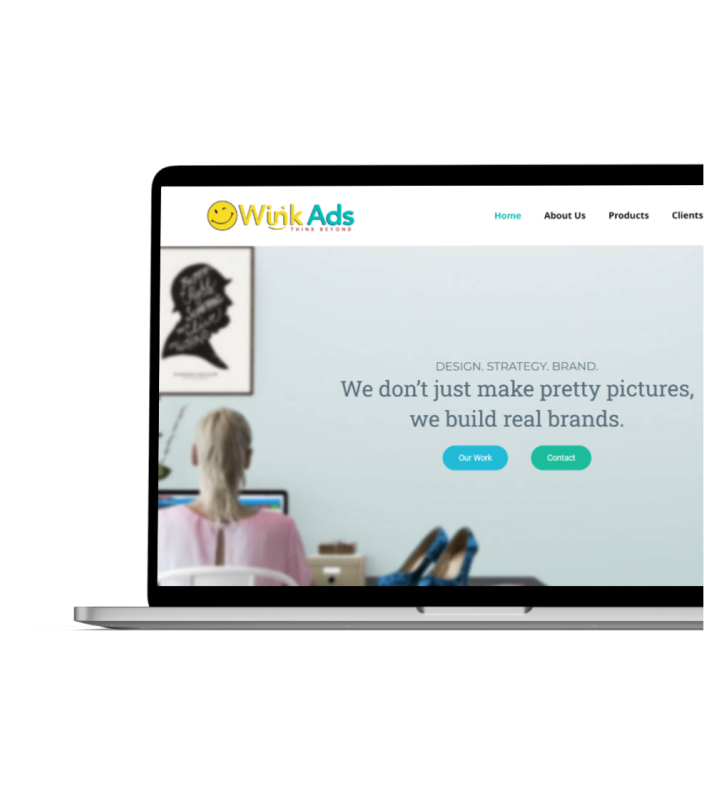 Wink Ads
THINK BEYOND
Home About Us Products Clients
DESIGN. STRATEGY. BRAND.
We don't just make pretty pictures,
we build real brands.
Our Work Contact